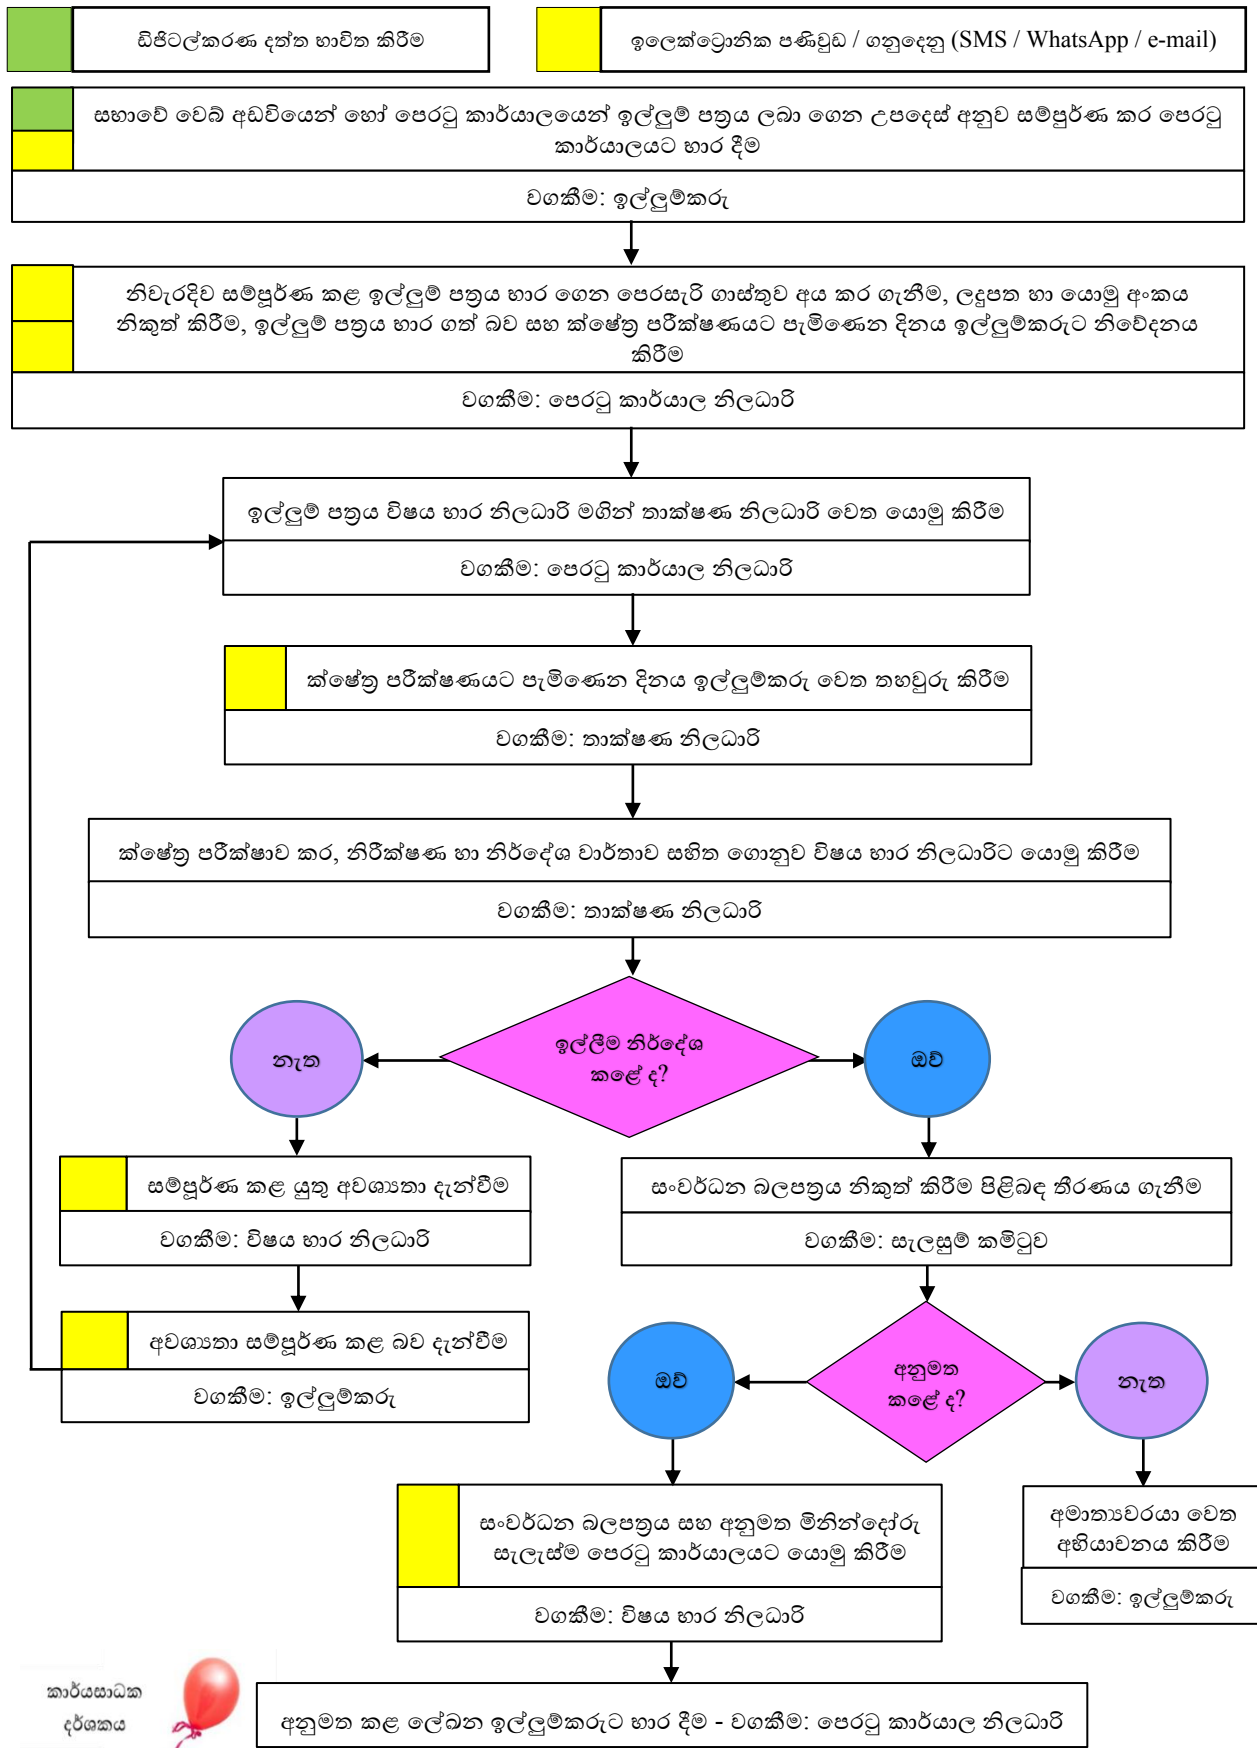 ඩිජිටල්කරණ දත්ත භාවිත කිරීම
ඉලෙක්ට්‍රොනික පණිවුඩ / ගනුදෙනු (SMS / WhatsApp / e-mail)
සභාවේ වෙබ් අඩවියෙන් හෝ පෙරටු කාර්යාලයෙන් ඉල්ලුම් පත්‍රය ලබා ගෙන උපදෙස් අනුව සම්පුර්ණ කර පෙරටු
කාර්යාලයට භාර දීම
වගකීම: ඉල්ලුම්කරු
නිවැරදිව සම්පූර්ණ කළ ඉල්ලුම් පත්‍රය භාර ගෙන පෙරසැරි ගාස්තුව අය කර ගැනීම, ලදුපත හා යොමු අංකය
නිකුත් කිරීම, ඉල්ලුම් පත්‍රය භාර ගත් බව සහ ක්ෂේත්‍ර පරීක්ෂණයට පැමිණෙන දිනය ඉල්ලුම්කරුට නිවේදනය
කිරීම
වගකීම: පෙරටු කාර්යාල නිලධාරි
ඉල්ලුම් පත්‍රය විෂය භාර නිලධාරි මගින් තාක්ෂණ නිලධාරි වෙත යොමු කිරීම
වගකීම: පෙරටු කාර්යාල නිලධාරි
ක්ෂේත්‍ර පරීක්ෂණයට පැමිණෙන දිනය ඉල්ලුම්කරු වෙත තහවුරු කිරීම
වගකීම: තාක්ෂණ නිලධාරි
ක්ෂේත්‍ර පරීක්ෂාව කර, නිරීක්ෂණ හා නිර්දේශ වාර්තාව සහිත ගොනුව විෂය භාර නිලධාරිට යොමු කිරීම
වගකීම: තාක්ෂණ නිලධාරි
නැත
ඉල්ලීම නිර්දේශ
කළේ ද?
ඔව්
සම්පූර්ණ කළ යුතු අවශ්‍යතා දැන්වීම
වගකීම: විෂය භාර නිලධාරි
සංවර්ධන බලපත්‍රය නිකුත් කිරීම පිළිබඳ තීරණය ගැනීම
වගකීම: සැලසුම් කමිටුව
අවශ්‍යතා සම්පූර්ණ කළ බව දැන්වීම
වගකීම: ඉල්ලුම්කරු
ඔව්
අනුමත
කළේ ද?
නැත
සංවර්ධන බලපත්‍රය සහ අනුමත මිනින්දෝරු
සැලැස්ම පෙරටු කාර්යාලයට යොමු කිරීම
වගකීම: විෂය භාර නිලධාරි
අමාත්‍යවරයා වෙත
අභියාචනය කිරීම
වගකීම: ඉල්ලුම්කරු
කාර්යසාධක
දර්ශකය
අනුමත කළ ලේඛන ඉල්ලුම්කරුට භාර දීම - වගකීම: පෙරටු කාර්යාල නිලධාරි